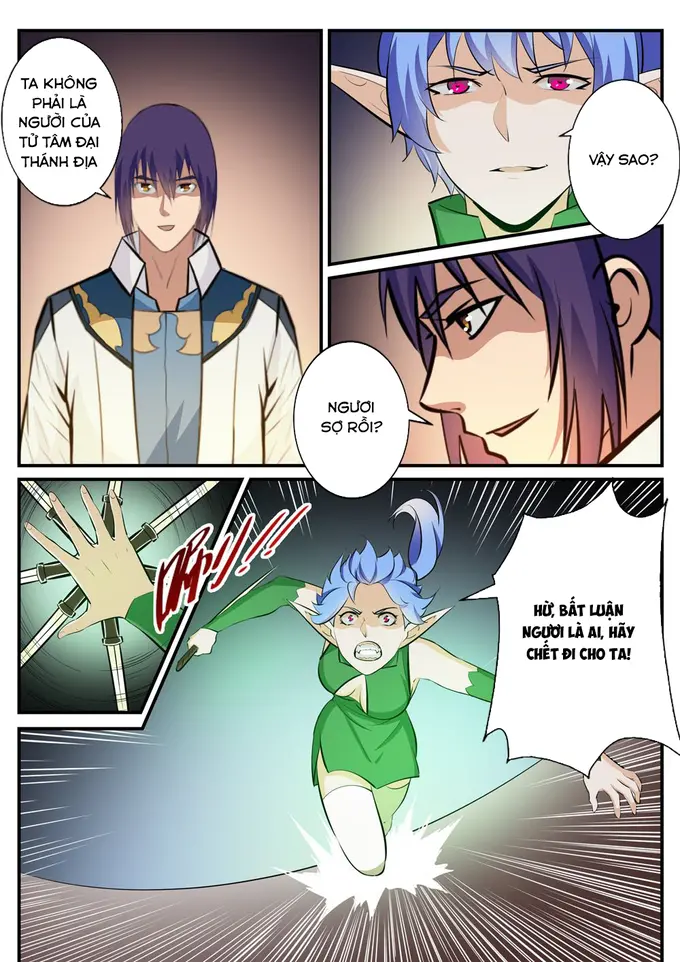 TA KHÔNG
PHẢI LÀ
NGƯỜI CỦA
TỬ TÂM ĐẠI
THÁNH ĐỊA
VẬY SAO?
NGƯƠI
SỢ RỒI?
HỪ, BẤT LUẬN
NGƯƠI LÀ AI, HÃY
CHẾT ĐI CHO TA!